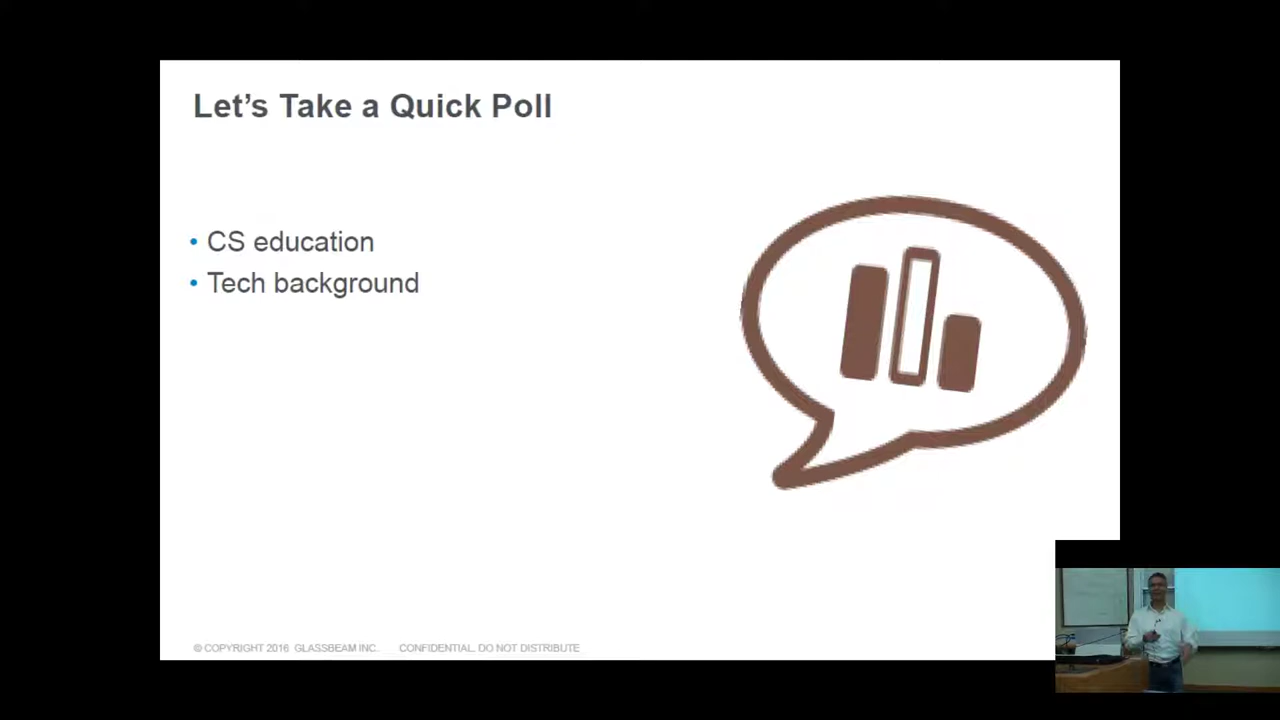 Let’s Take a Quick Poll
• CS education
• Tech background
© COPYRIGHT 2016 GLASSBEAM INC. CONFIDENTIAL. DO NOT DISTRIBUTE